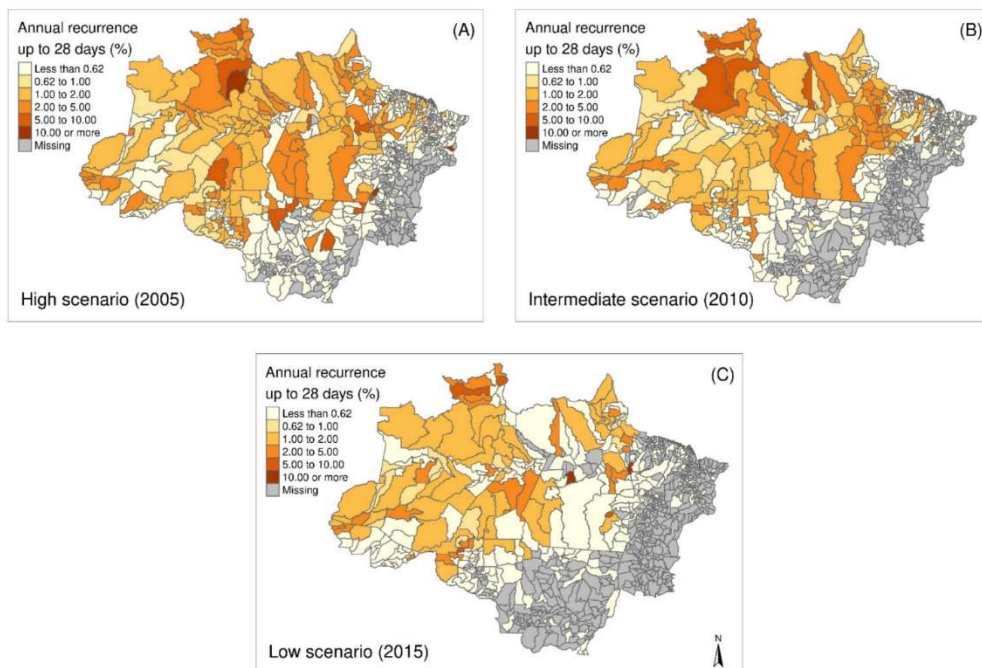 Annual recurrence
up to 28 days (%)
Less than 0.62
0.62 to 1.00
1.00 to 2.00
2.00 to 5.00
5.00 to 10.00
10.00 or more
Missing
(A)
High scenario (2005)
Annual recurrence
up to 28 days (%)
Less than 0.62
0.62 to 1.00
1.00 to 2.00
2.00 to 5.00
5.00 to 10.00
10.00 or more
Missing
(B)
Intermediate scenario (2010)
Annual recurrence
up to 28 days (%)
Less than 0.62
0.62 to 1.00
1.00 to 2.00
2.00 to 5.00
5.00 to 10.00
10.00 or more
Missing
(C)
Low scenario (2015)
N